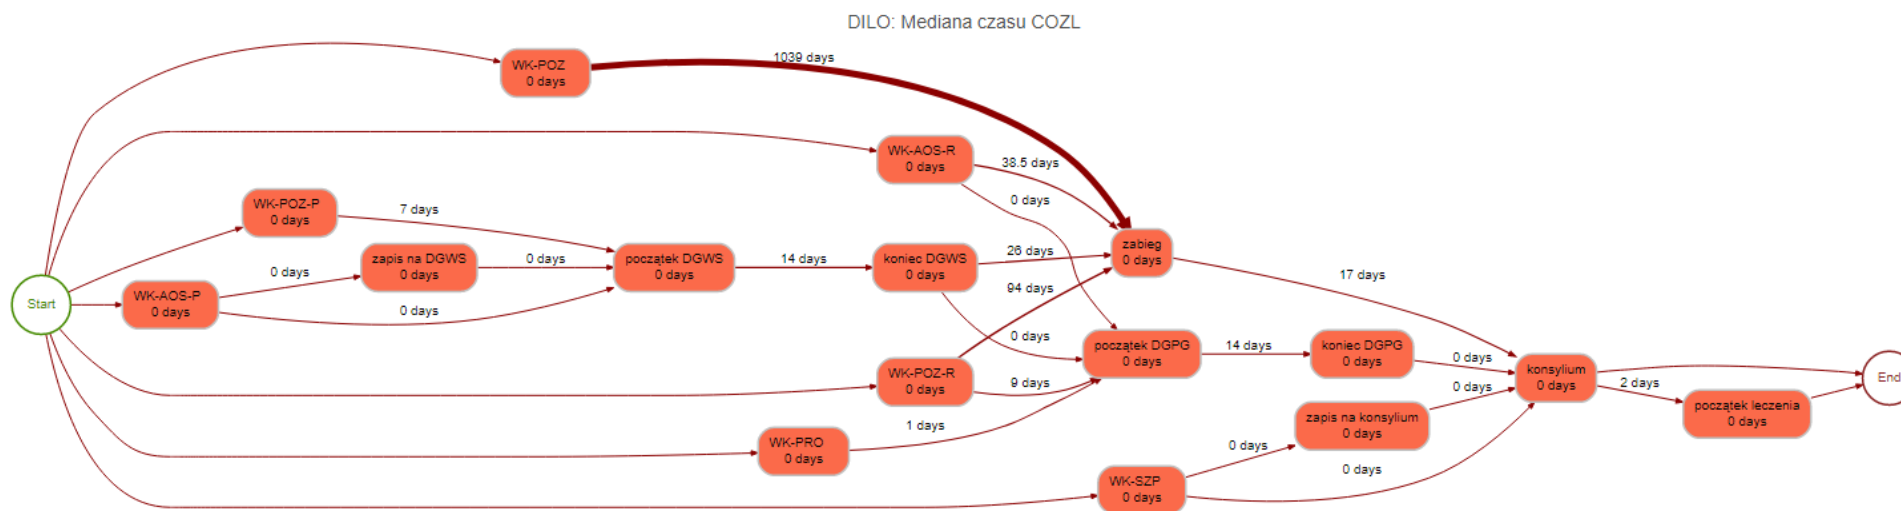 DILO: Mediana czasu COZL
1039 days
WK-POZ
0 days
WK-AOS-R
0 days
38.5 days
0 days
WK-POZ-P
0 days
7 days
zapis na DGWS
0 days
0 days
0 days
początek DGWS
0 days
14 days
koniec DGWS
0 days
26 days
zabieg
0 days
17 days
94 days
Start
WK-AOS-P
0 days
0 days
0 days
początek DGPG
0 days
14 days
koniec DGPG
0 days
0 days
WK-POZ-R
0 days
9 days
konsylium
0 days
2 days
End
0 days
zapis na konsylium
0 days
początek leczenia
0 days
1 days
WK-PRO
0 days
0 days
0 days
WK-SZP
0 days